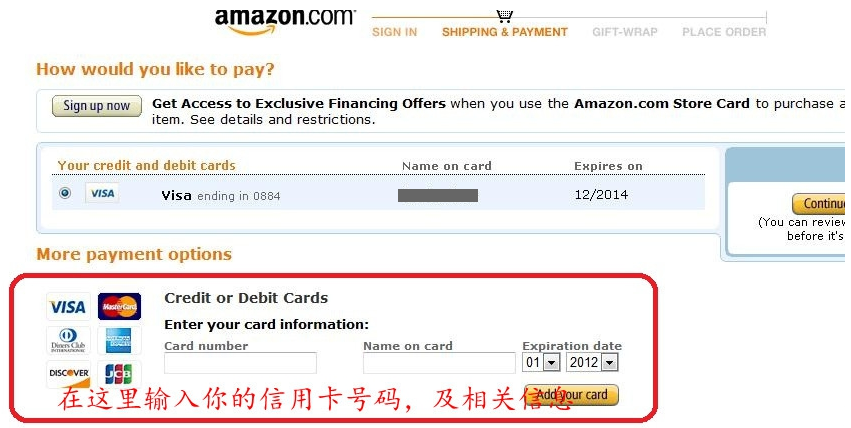 amazon.com
SIGN IN SHIPPING & PAYMENT GIFT-WRAP PLACE ORDER
How would you like to pay?
Sign up now Get Access to Exclusive Financing Offers when you use the Amazon.com Store Card to purchase a
item. See details and restrictions.
Your credit and debit cards Name on card Expires on
VISA Visa ending in 0884 12/2014
Continue
(You can review
before it's
More payment options
VISA MasterCard Credit or Debit Cards
Enter your card information:
Diners Club INTERNATIONAL AMERICAN EXPRESS Card number Name on card Expiration date
01 2012
DISCOVER JCB
Add your card
在这里输入你的信用卡号码，及相关信息